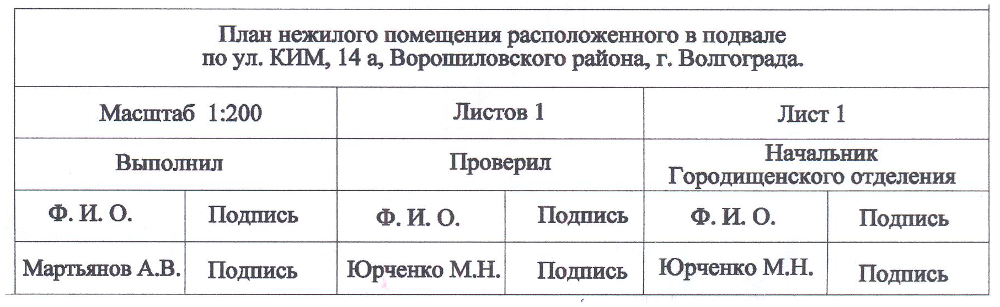 План нежилого помещения расположенного в подвале
по ул. КИМ, 14 а, Ворошиловского района, г. Волгограда.
Масштаб 1:200 Листов 1 Лист 1
Выполнил Проверил Начальник
Городищенского отделения
Ф. И. О. Подпись Ф. И. О. Подпись Ф. И. О. Подпись
Мартьянов А.В. Подпись Юрченко М.Н. Подпись Юрченко М.Н. Подпись